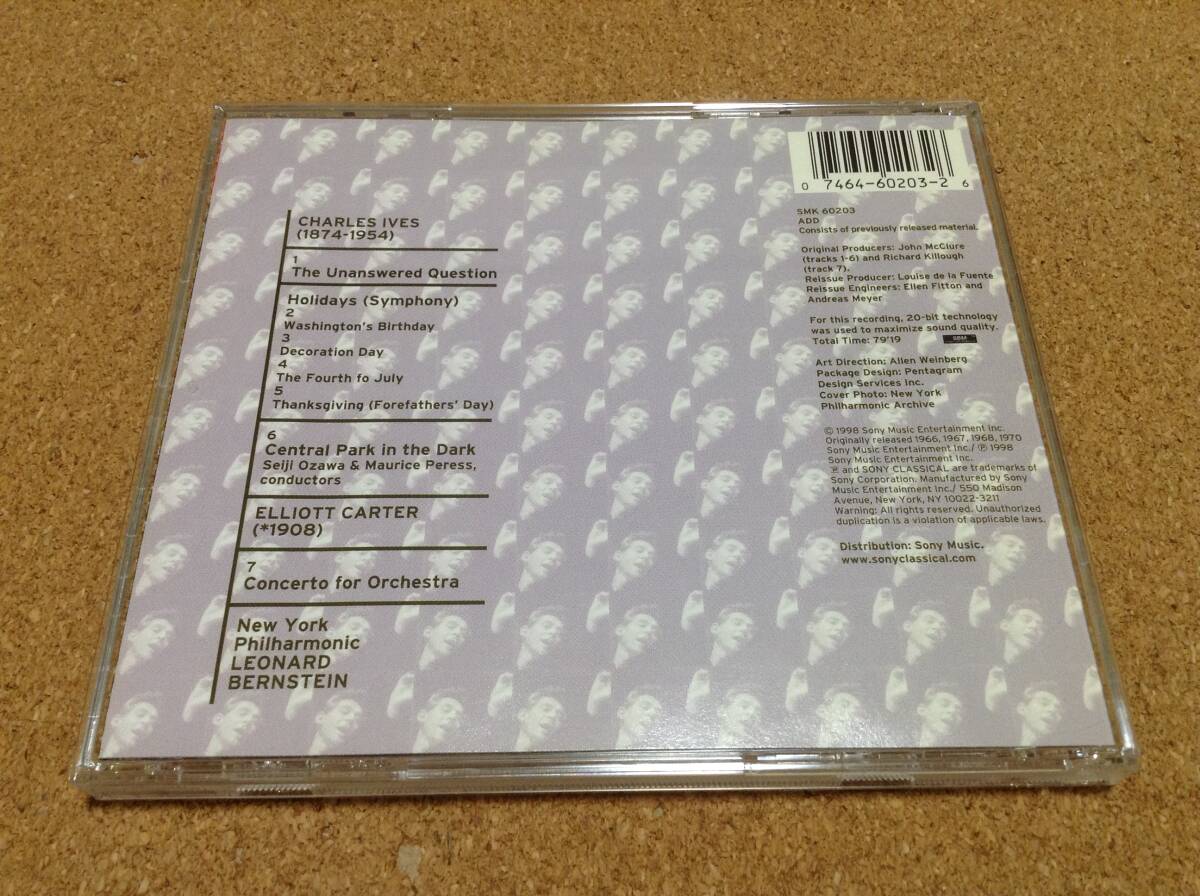 CHARLES IVES
(1874-1954)
1
The Unanswered Question
Holidays (Symphony)
2
Washington's Birthday
3
Decoration Day
4
The Fourth fo July
5
Thanksgiving (Forefathers' Day)
6
Central Park in the Dark
Seiji Ozawa & Maurice Peress,
conductors
ELLIOTT CARTER
(*1908)
7
Concerto for Orchestra
New York
Philharmonic
LEONARD
BERNSTEIN
0 7464-60203-2 6
SMK 60203
ADD
Consists of previously released material.
Original Producers: John McClure
(tracks 1-6) and Richard Killough
(track 7).
Reissue Producer: Louise de la Fuente
Reissue Engineers: Ellen Fitton and
Andreas Meyer
For this recording, 20-bit technology
was used to maximize sound quality.
Total Time: 79'19
SBM
Art Direction: Allen Weinberg
Package Design: Pentagram
Design Services Inc.
Cover Photo: New York
Philharmonic Archive
© 1998 Sony Music Entertainment Inc.
Originally released 1966, 1967, 1968, 1970
Sony Music Entertainment Inc./ ℗ 1998
Sony Music Entertainment Inc.
℗ and SONY CLASSICAL are trademarks of
Sony Corporation. Manufactured by Sony
Music Entertainment Inc./ 550 Madison
Avenue, New York, NY 10022-3211
Warning: All rights reserved. Unauthorized
duplication is a violation of applicable laws.
Distribution: Sony Music.
www.sonyclassical.com